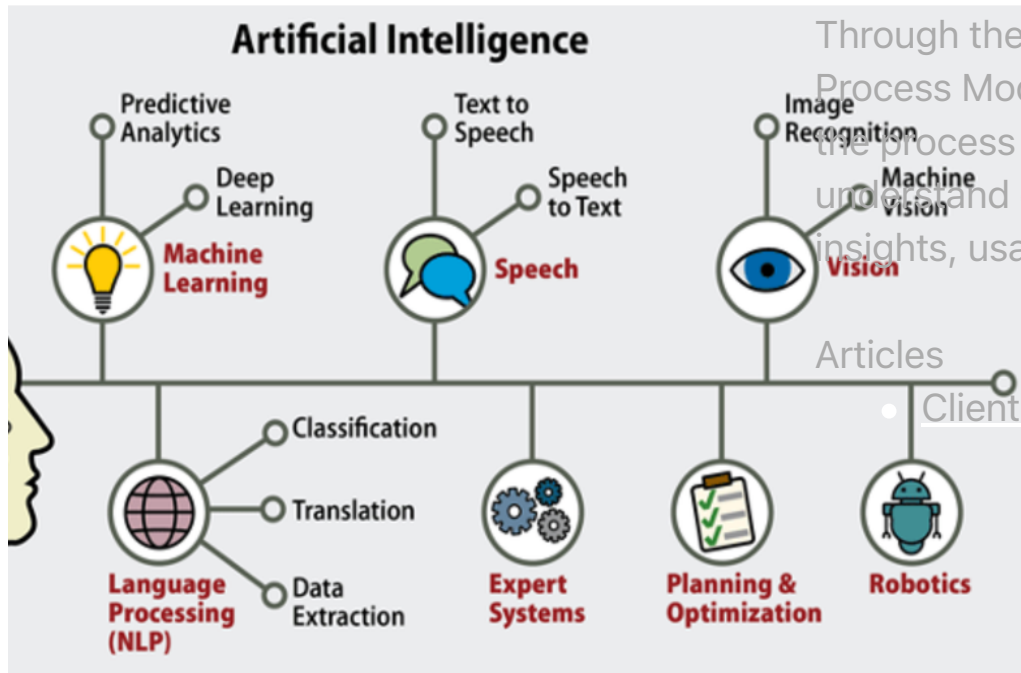 Artificial Intelligence
Predictive
Analytics
Deep
Learning
Machine
Learning
Text to
Speech
Speech
to Text
Speech
Image
Recognition
Machine
Vision
Vision
Classification
Translation
Data
Extraction
Language
Processing
(NLP)
Expert
Systems
Planning &
Optimization
Robotics
Through the
Process
the process
understand
insights,
Articles
Client